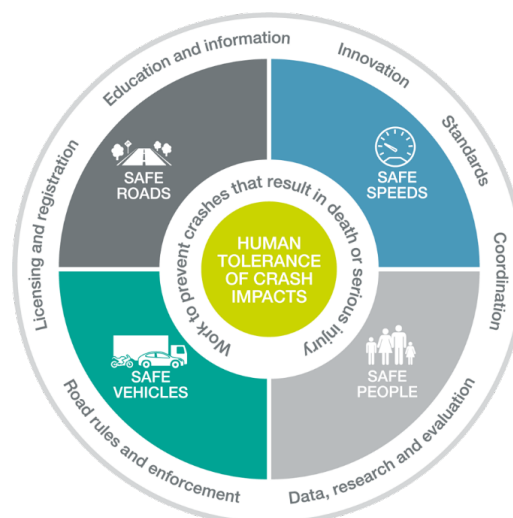 Education and information
Innovation
Standards
Coordination
Data, research and evaluation
Road rules and enforcement
Licensing and registration
SAFE
ROADS
SAFE
SPEEDS
SAFE
VEHICLES
SAFE
PEOPLE
Work to prevent crashes that result in death or serious injury
HUMAN
TOLERANCE
OF CRASH
IMPACTS